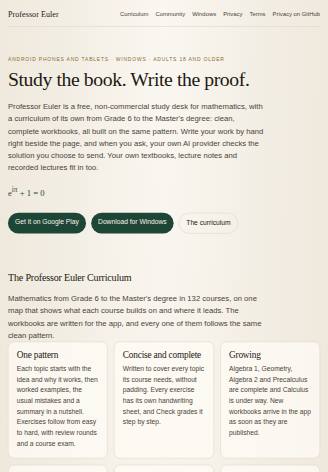 Professor Euler
Curriculum Community Windows Privacy Terms Privacy on GitHub
ANDROID PHONES AND TABLETS · WINDOWS · ADULTS 18 AND OLDER
Study the book. Write the proof.
Professor Euler is a free, non-commercial study desk for mathematics, with
a curriculum of its own from Grade 6 to the Master's degree: clean,
complete workbooks, all built on the same pattern. Write your work by hand
right beside the page, and when you ask, your own AI provider checks the
solution you choose to send. Your own textbooks, lecture notes and
recorded lectures fit in too.
e^iπ + 1 = 0
Get it on Google Play
Download for Windows
The curriculum
The Professor Euler Curriculum
Mathematics from Grade 6 to the Master's degree in 132 courses, on one
map that shows what each course builds on and where it leads. The
workbooks are written for the app, and every one of them follows the same
clean pattern.
One pattern
Each topic starts with the
idea and why it works, then
worked examples, the
usual mistakes and a
summary in a nutshell.
Exercises follow from easy
to hard, with review rounds
and a course exam.
Concise and complete
Written to cover every topic
its course needs, without
padding. Every exercise
has its own handwriting
sheet, and Check grades it
step by step.
Growing
Algebra 1, Geometry,
Algebra 2 and Precalculus
are complete and Calculus
is under way. New
workbooks arrive in the app
as soon as they are
published.